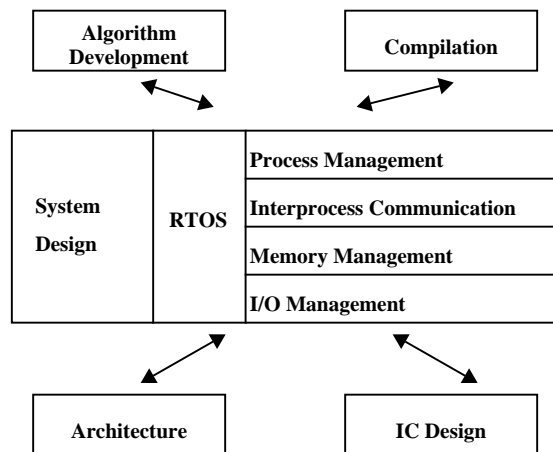 Algorithm
Development
Compilation
System
Design
RTOS
Process Management
Interprocess Communication
Memory Management
I/O Management
Architecture
IC Design